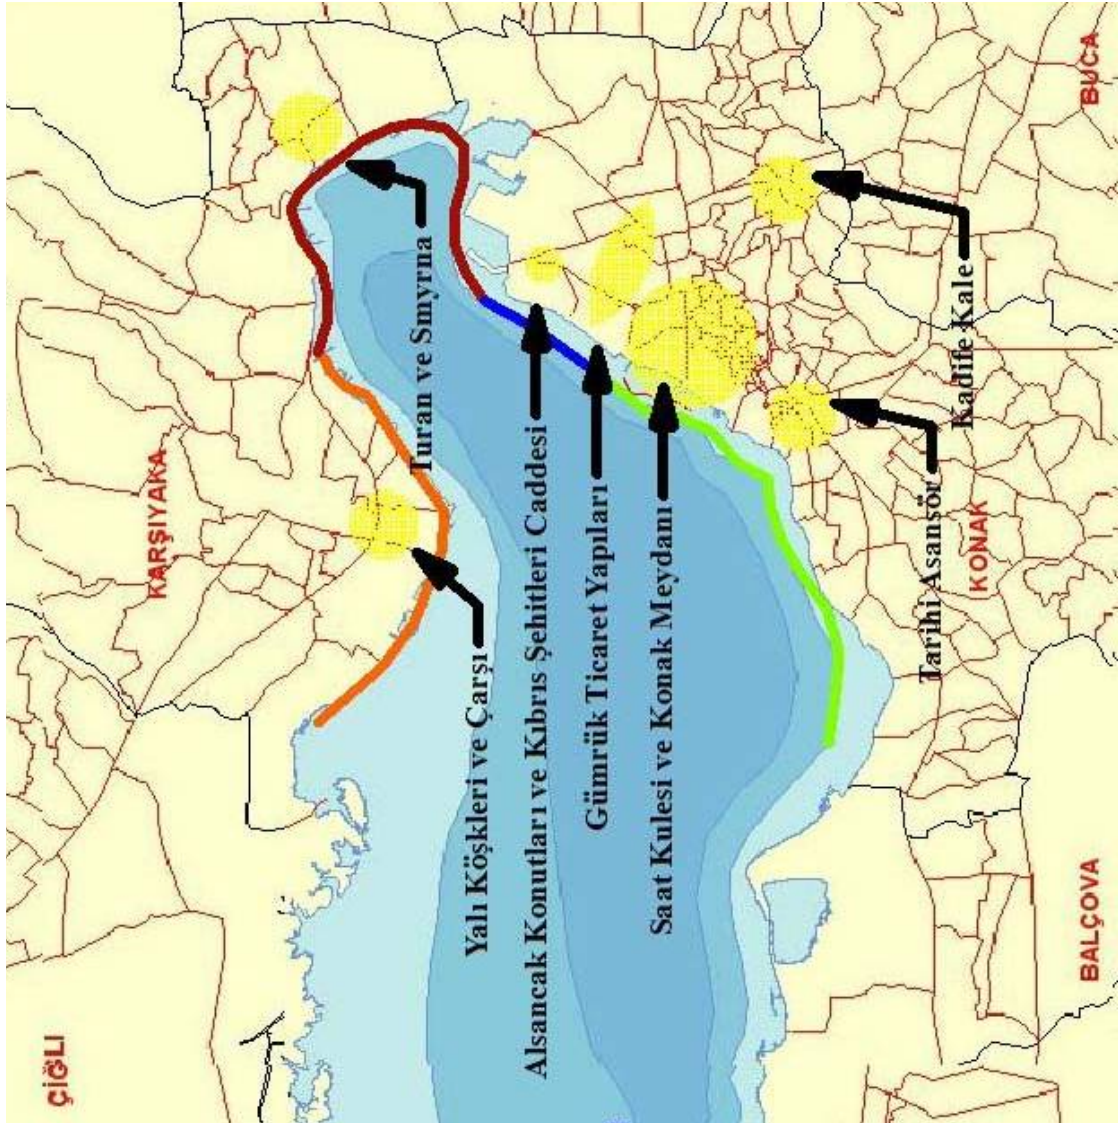 ÇİĞLI
KARŞIYAKA
Turan ve Smyrna
Yalı Köşkleri ve Çarşı
Alsancak Konutları ve Kıbrıs Şehitleri Caddesi
Gümrük Ticaret Yapıları
Saat Kulesi ve Konak Meydanı
Tarihi Asansör
Kadife Kale
KONAK
BALÇOVA
BUCA